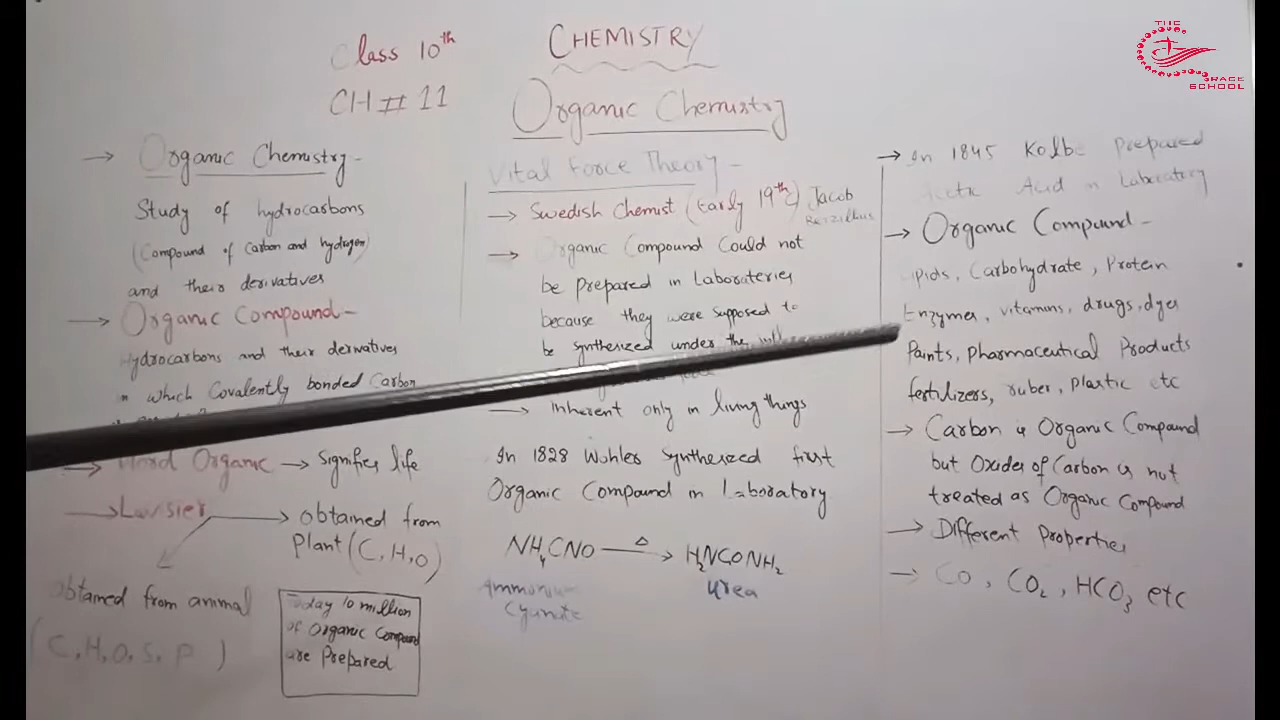 Class 10th
CHEMISTRY
CH # 11
Organic Chemistry
THE
GRACE
SCHOOL
→ Organic Chemistry-
Study of hydrocarbons
(Compound of Carbon and hydrogen)
and their derivatives
→ Organic Compound-
Hydrocarbons and their derivatives
in which Covalently bonded Carbon
→ Word Organic → Signifies life
→ Lavsier → obtained from
Plant (C, H, O)
obtained from animal
(C, H, O, S, P)
Today 10 million
of Organic Compound
are Prepared
Vital Force Theory-
→ Swedish Chemist (Early 19th C) Jacob
→ Organic Compound Could not
be Prepared in Laborateries
because they were supposed to
be synthesized under the
→ Inherent only in living things
In 1828 Wohler Synthesized first
Organic Compound in Laboratory
NH4CNO —Δ→ H2NCONH2
Ammonium Urea
Cyanate
→ In 1845 Kolbe Prepared
Acetic Acid in Laboratory
→ Organic Compound-
Lipids, Carbohydrate, Protein
Enzymes, vitamins, drugs, dyes
Paints, Pharmaceutical Products
fertilizers, ruber, Plastic etc
→ Carbon is Organic Compound
but Oxides of Carbon is not
treated as Organic Compound
→ Different Properties
→ CO, CO2, HCO3 etc